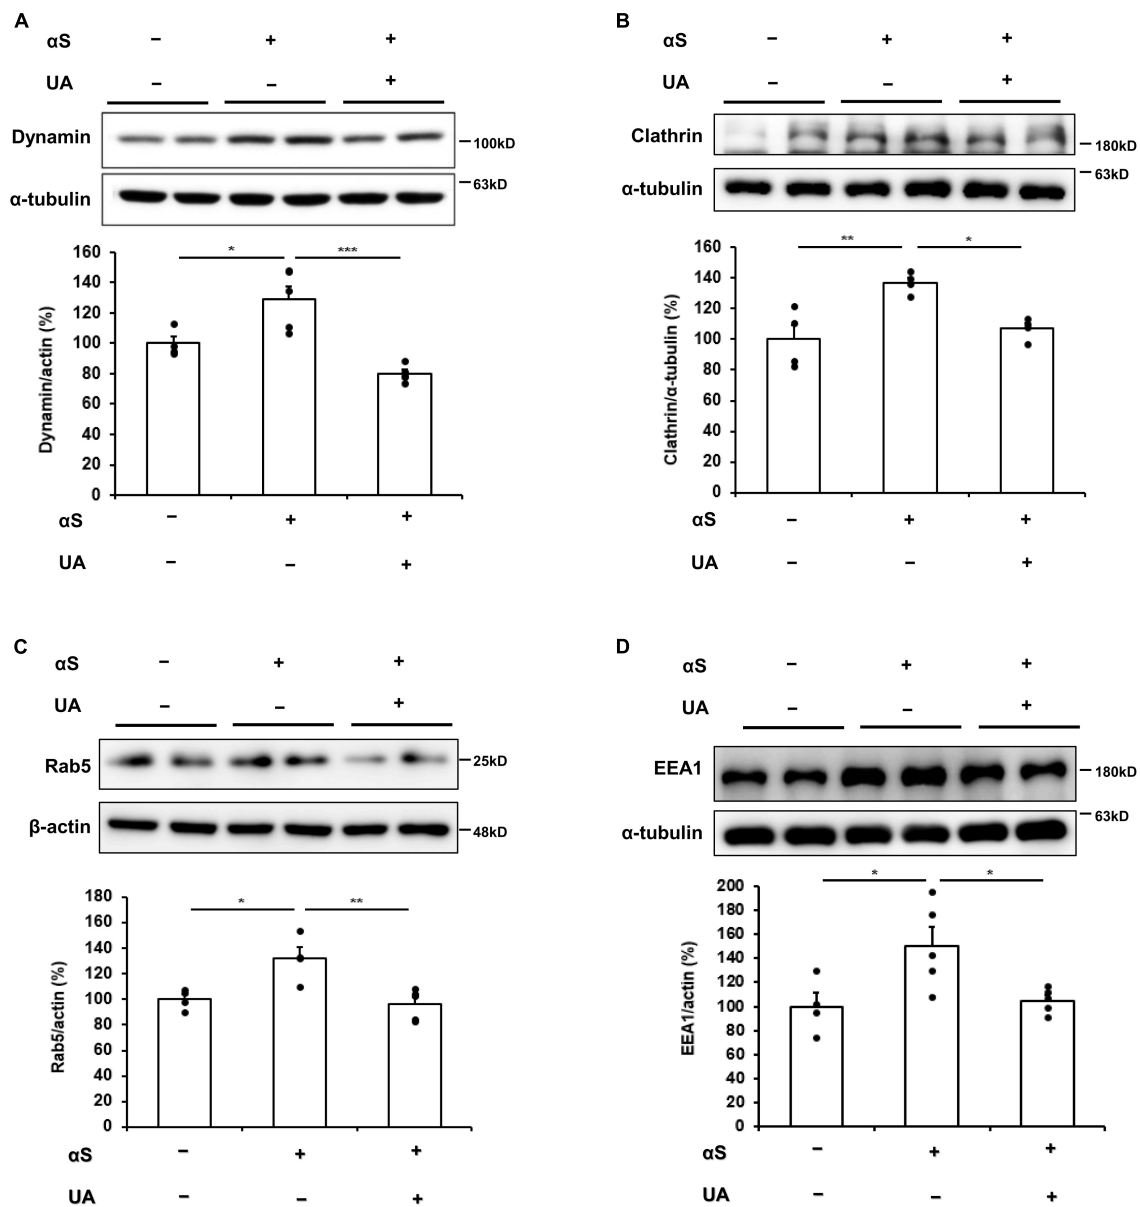 A
αS − + +
UA − − +
Dynamin
100kD
α-tubulin
63kD
* ***
Dynamin/actin (%)
160
140
120
100
80
60
40
20
0
αS − + +
UA − − +
B
αS − + +
UA − − +
Clathrin
180kD
α-tubulin
63kD
** *
Clathrin/α-tubulin (%)
160
140
120
100
80
60
40
20
0
αS − + +
UA − − +
C
αS − + +
UA − − +
Rab5
25kD
β-actin
48kD
* **
Rab5/actin (%)
180
160
140
120
100
80
60
40
20
0
αS − + +
UA − − +
D
αS − + +
UA − − +
EEA1
180kD
α-tubulin
63kD
* *
EEA1/actin (%)
200
180
160
140
120
100
80
60
40
20
0
αS − + +
UA − − +